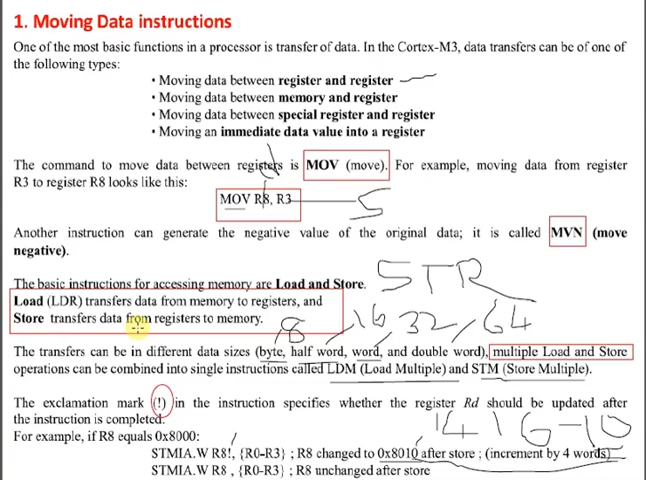 1. Moving Data instructions
One of the most basic functions in a processor is transfer of data. In the Cortex-M3, data transfers can be of one of
the following types:
• Moving data between register and register
• Moving data between memory and register
• Moving data between special register and register
• Moving an immediate data value into a register
The command to move data between registers is MOV (move). For example, moving data from register
R3 to register R8 looks like this:
MOV R8, R3
S
Another instruction can generate the negative value of the original data; it is called MVN (move
negative).
STR
The basic instructions for accessing memory are Load and Store.
Load (LDR) transfers data from memory to registers, and
Store transfers data from registers to memory.
8, 16, 32, 64
The transfers can be in different data sizes (byte, half word, word, and double word), multiple Load and Store
operations can be combined into single instructions called LDM (Load Multiple) and STM (Store Multiple).
The exclamation mark (!) in the instruction specifies whether the register Rd should be updated after
the instruction is completed.
For example, if R8 equals 0x8000:
STMIA.W R8!, {R0-R3} ; R8 changed to 0x8010 after store ; (increment by 4 words)
STMIA.W R8 , {R0-R3} ; R8 unchanged after store